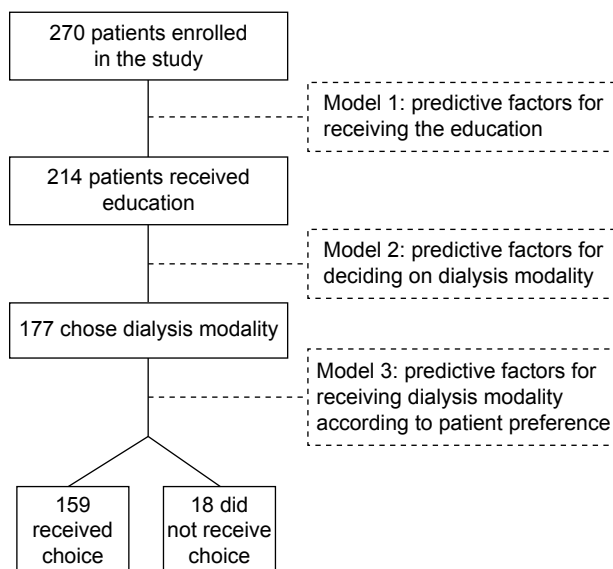 270 patients enrolled
in the study
Model 1: predictive factors for
receiving the education
214 patients received
education
Model 2: predictive factors for
deciding on dialysis modality
177 chose dialysis modality
Model 3: predictive factors for
receiving dialysis modality
according to patient preference
159
received
choice
18 did
not receive
choice